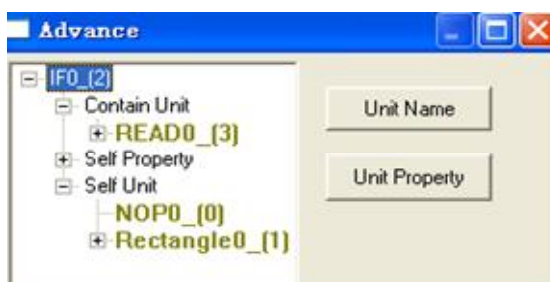 Advance
IF0_(2)
Contain Unit
READ0_(3)
Self Property
Self Unit
NOP0_(0)
Rectangle0_(1)
Unit Name
Unit Property